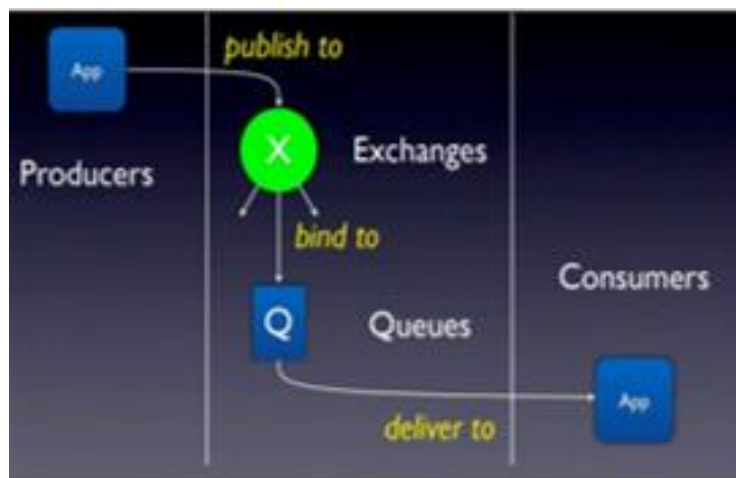 publish to
App
X
Exchanges
Producers
bind to
Consumers
Q
Queues
App
deliver to